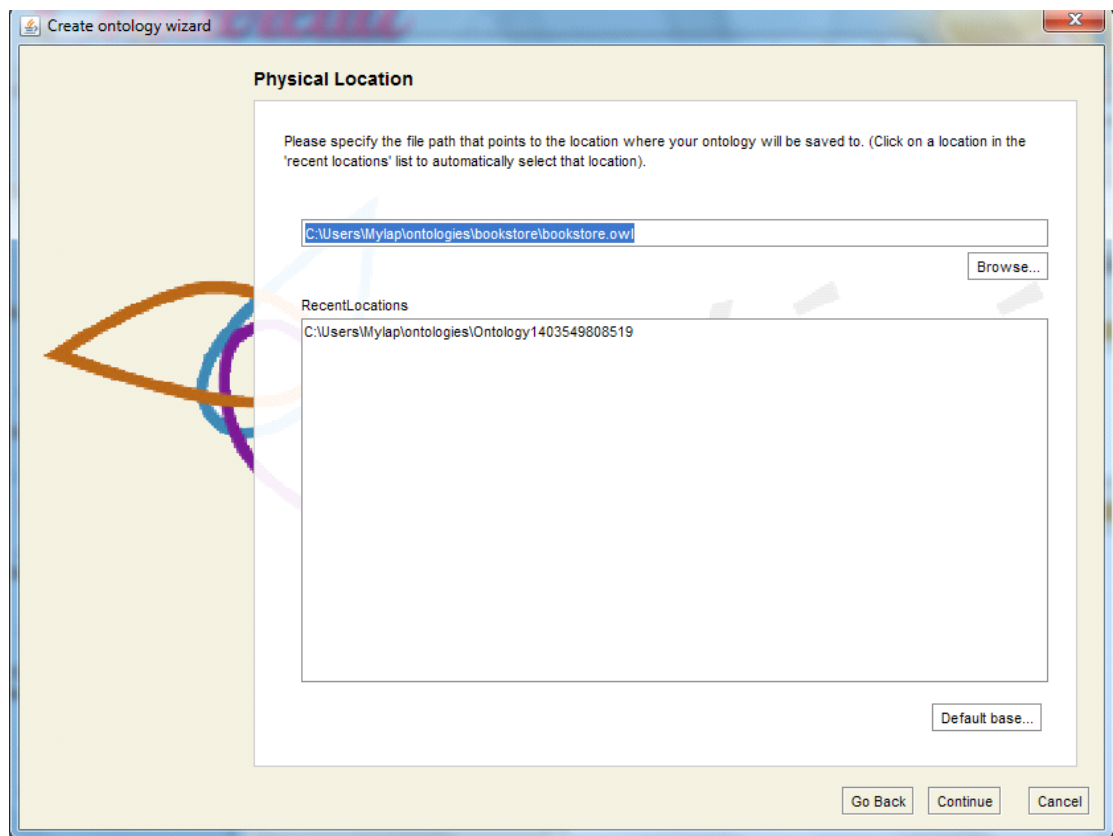 Create ontology wizard
Physical Location
Please specify the file path that points to the location where your ontology will be saved to. (Click on a location in the
'recent locations' list to automatically select that location).
C:\Users\Mylap\ontologies\bookstore\bookstore.owl
Browse...
RecentLocations
C:\Users\Mylap\ontologies\Ontology1403549808519
Default base...
Go Back
Continue
Cancel